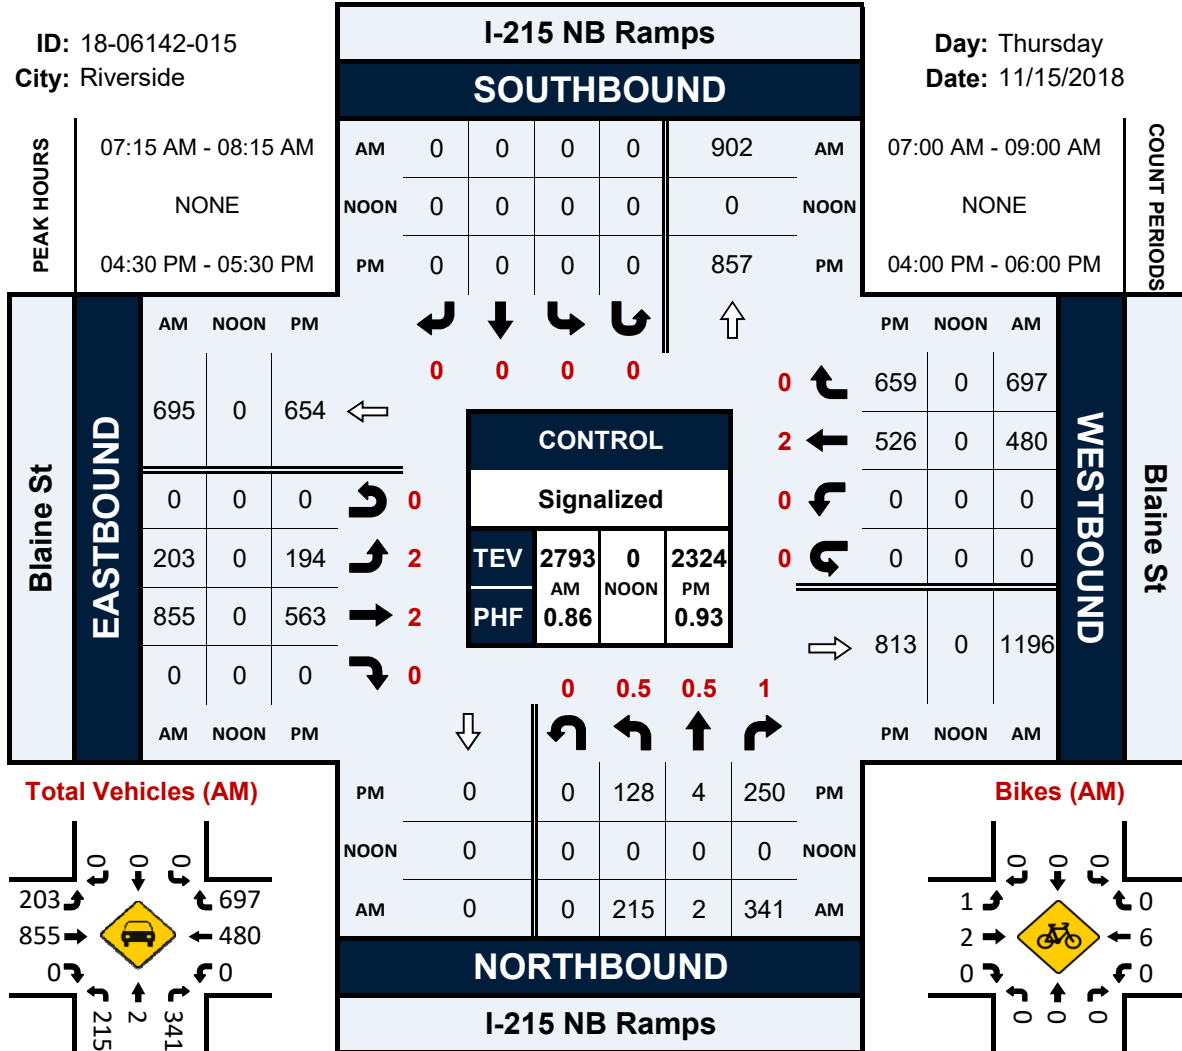 I-215 NB Ramps
ID: 18-06142-015
Day: Thursday
City: Riverside
SOUTHBOUND
Date: 11/15/2018
PEAK HOURS
07:15 AM - 08:15 AM
NONE
04:30 PM - 05:30 PM
AM 0 0 0 0 902 AM
NOON 0 0 0 0 0 NOON
PM 0 0 0 0 857 PM
07:00 AM - 09:00 AM
NONE
04:00 PM - 06:00 PM
COUNT PERIODS
0 0 0 0
Blaine St
EASTBOUND
AM NOON PM
695 0 654
0 0 0 0
203 0 194 2
855 0 563 2
0 0 0 0
AM NOON PM
CONTROL
Signalized
TEV 2793 0 2324
AM NOON PM
PHF 0.86 0.93
PM NOON AM
0 659 0 697
2 526 0 480
0 0 0 0
0 0 0 0
813 0 1196
PM NOON AM
WESTBOUND
Blaine St
0 0.5 0.5 1
PM 0 0 128 4 250 PM
NOON 0 0 0 0 0 NOON
AM 0 0 215 2 341 AM
NORTHBOUND
I-215 NB Ramps
Total Vehicles (AM)
0 0 0
203 697
855 480
0 0
215 2 341
Bikes (AM)
0 0 0
1 0
2 6
0 0
0 0 0